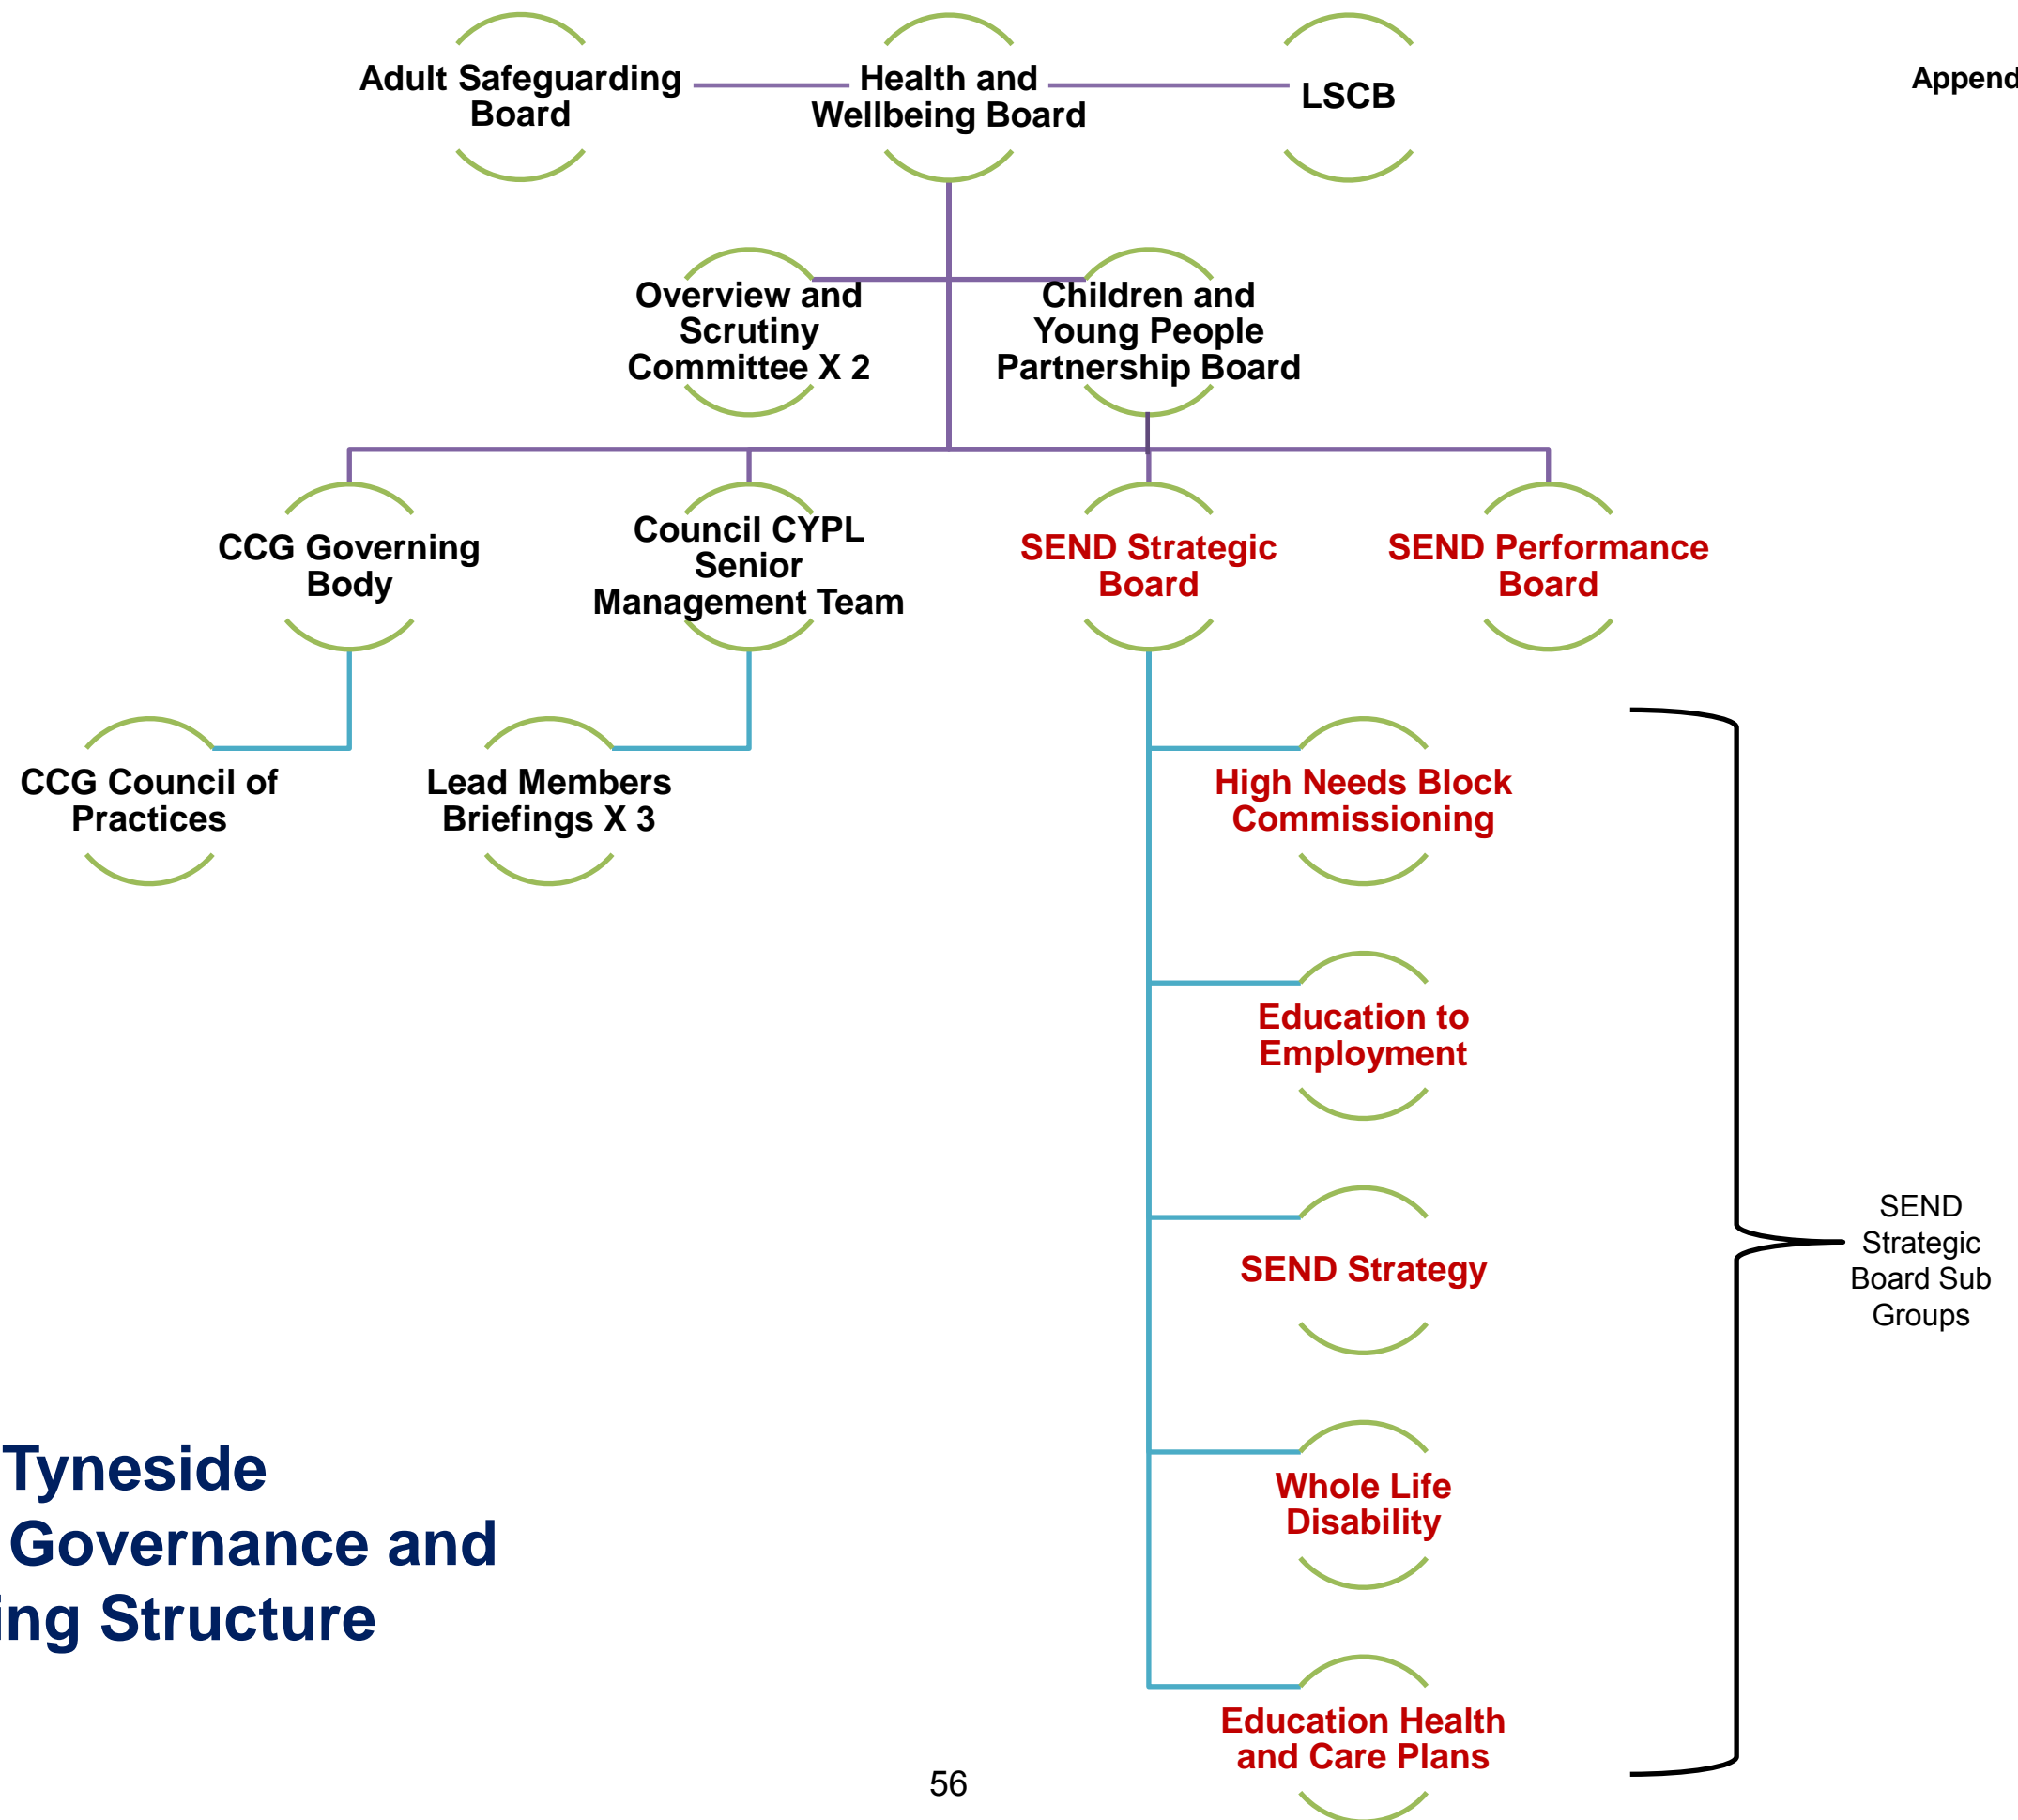 Adult Safeguarding
Board
Health and
Wellbeing Board
LSCB
Append
Overview and
Scrutiny
Committee X 2
Children and
Young People
Partnership Board
CCG Governing
Body
Council CYPL
Senior
Management Team
SEND Strategic
Board
SEND Performance
Board
CCG Council of
Practices
Lead Members
Briefings X 3
High Needs Block
Commissioning
Education to
Employment
SEND Strategy
Whole Life
Disability
Education Health
and Care Plans
SEND
Strategic
Board Sub
Groups
Tyneside
Governance and
ing Structure
56